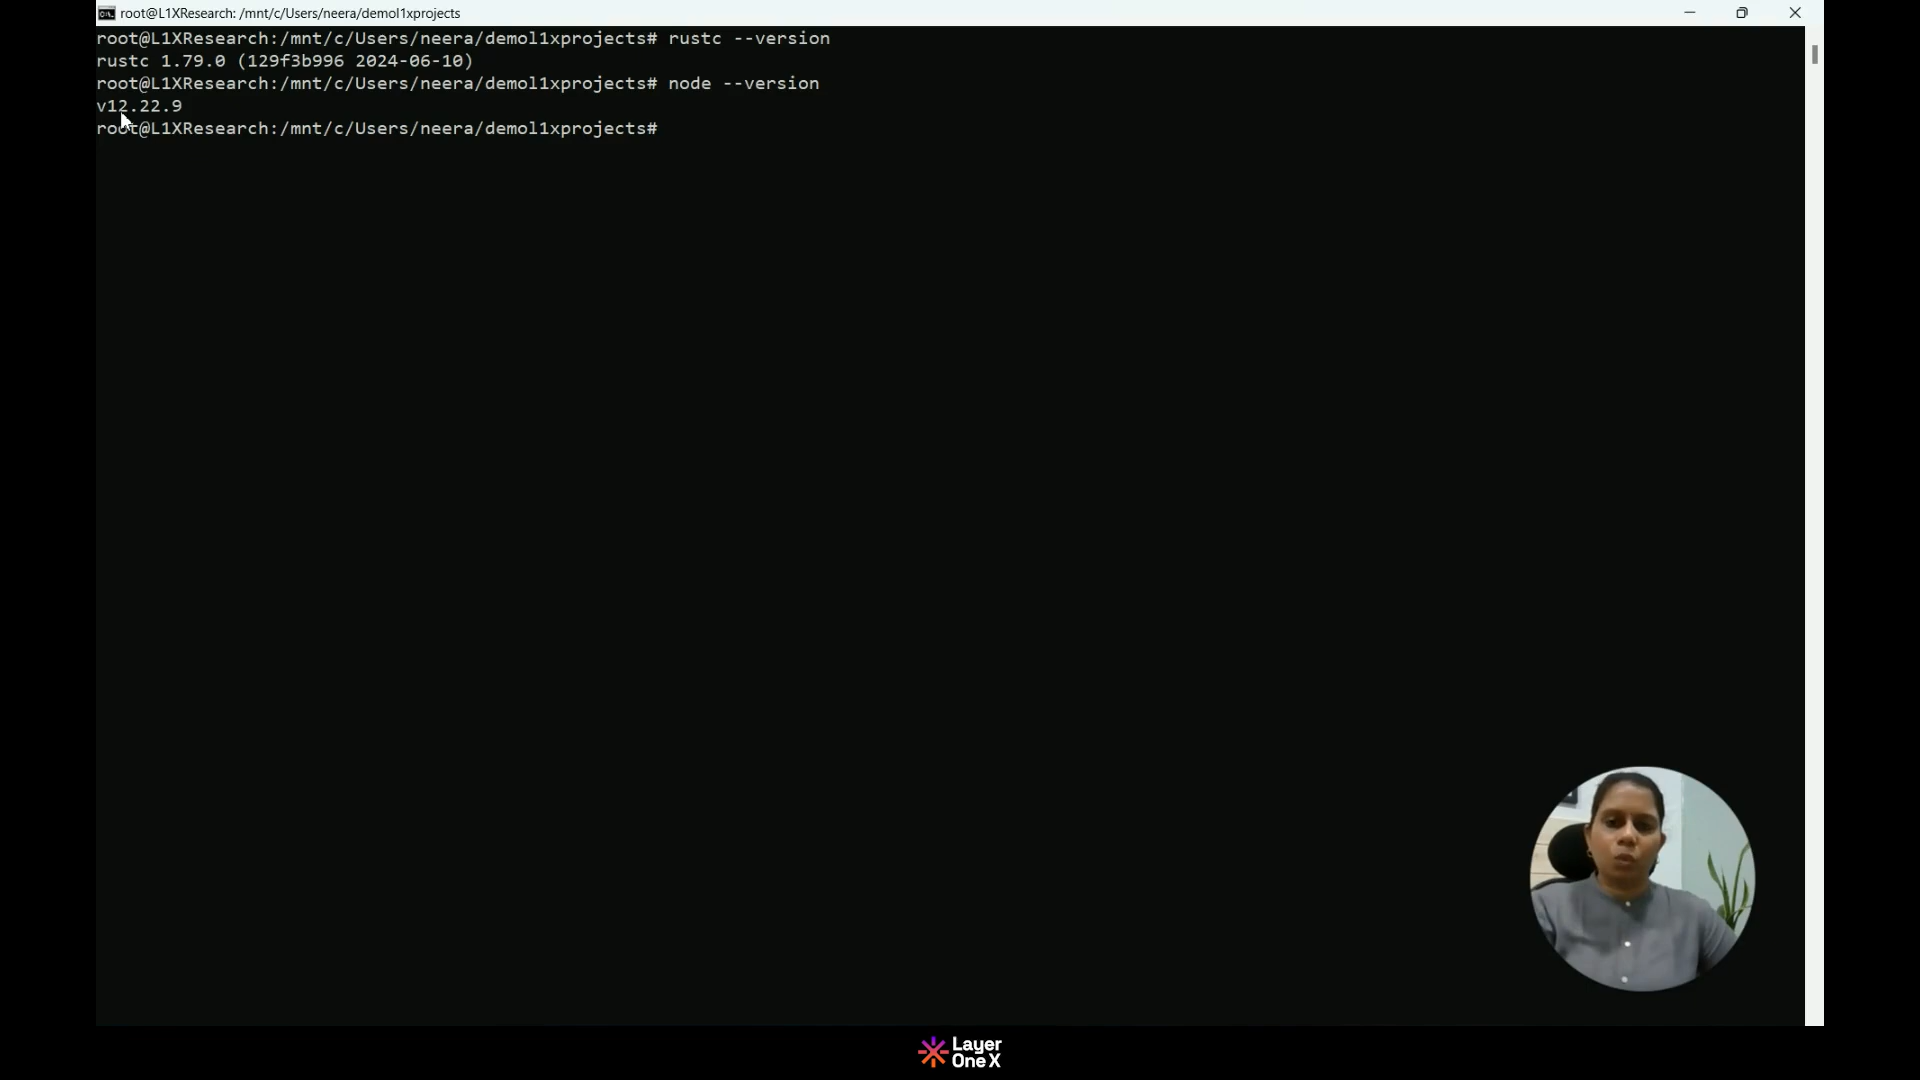 root@L1XResearch: /mnt/c/Users/neera/demol1xprojects
root@L1XResearch:/mnt/c/Users/neera/demol1xprojects# rustc --version
rustc 1.79.0 (129f3b996 2024-06-10)
root@L1XResearch:/mnt/c/Users/neera/demol1xprojects# node --version
v12.22.9
root@L1XResearch:/mnt/c/Users/neera/demol1xprojects#
Layer
One X